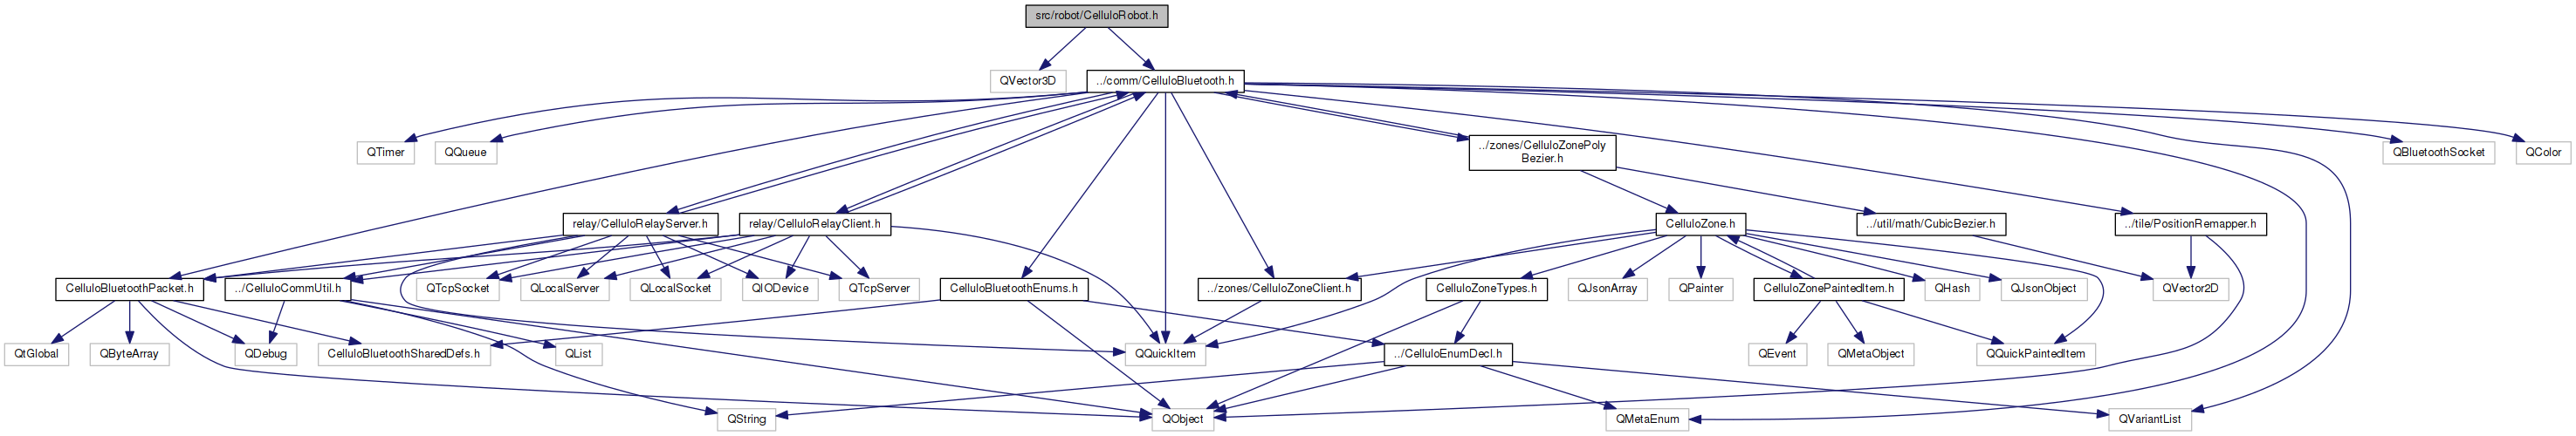 src/robot/CelluloRobot.h
QVector3D
../comm/CelluloBluetooth.h
QTimer
QQueue
../zones/CelluloZonePoly
Bezier.h
QBluetoothSocket
QColor
relay/CelluloRelayServer.h
relay/CelluloRelayClient.h
CelluloZone.h
../util/math/CubicBezier.h
../tile/PositionRemapper.h
CelluloBluetoothPacket.h
../CelluloCommUtil.h
QTcpSocket
QLocalServer
QLocalSocket
QIODevice
QTcpServer
CelluloBluetoothEnums.h
../zones/CelluloZoneClient.h
CelluloZoneTypes.h
QJsonArray
QPainter
CelluloZonePaintedItem.h
QHash
QJsonObject
QVector2D
QtGlobal
QByteArray
QDebug
CelluloBluetoothSharedDefs.h
QList
QQuickItem
../CelluloEnumDecl.h
QEvent
QMetaObject
QQuickPaintedItem
QString
QObject
QMetaEnum
QVariantList